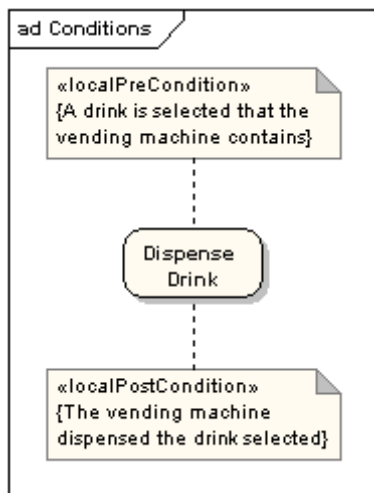 ad Conditions
«localPreCondition»
{A drink is selected that the
vending machine contains}
Dispense
Drink
«localPostCondition»
{The vending machine
dispensed the drink selected}